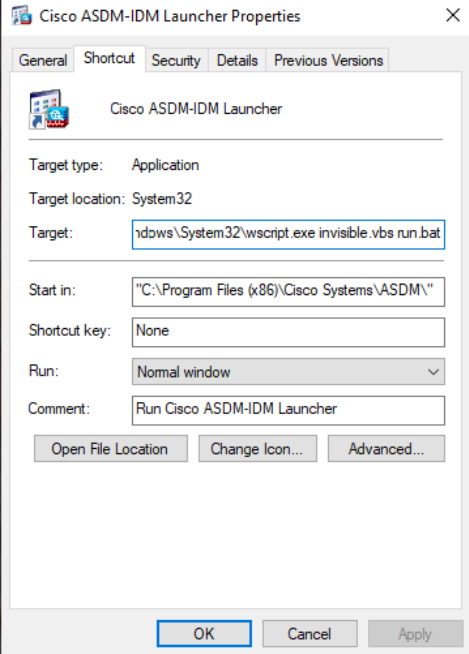 Cisco ASDM-IDM Launcher Properties
General Shortcut Security Details Previous Versions
Cisco ASDM-IDM Launcher
Target type: Application
Target location: System32
Target: ndows\System32\wscript.exe invisible.vbs run.bat
Start in: "C:\Program Files (x86)\Cisco Systems\ASDM\"
Shortcut key: None
Run: Normal window
Comment: Run Cisco ASDM-IDM Launcher
Open File Location Change Icon... Advanced...
OK Cancel Apply